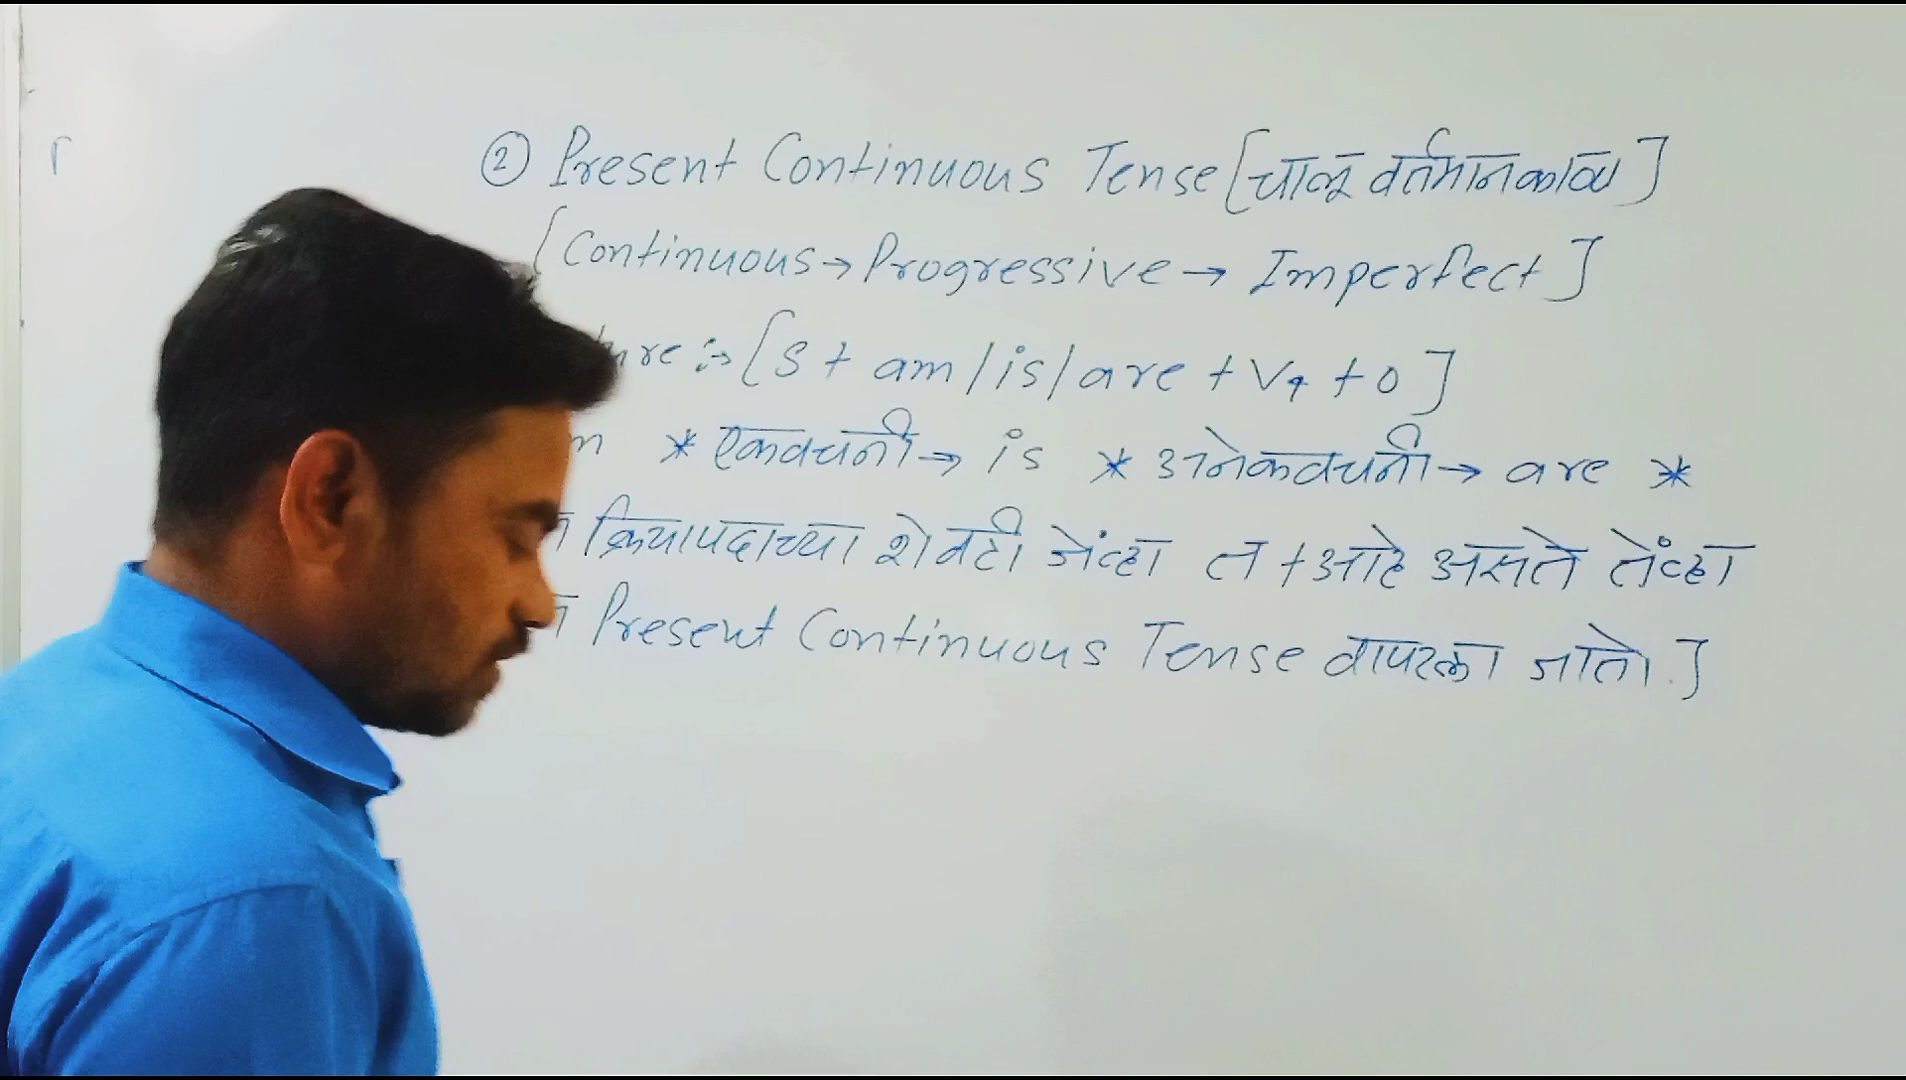 ② Present Continuous Tense [चालू वर्तमानकाळ]
[Continuous → Progressive → Imperfect]
ure :→ [S + am/is/are + V4 + O]
* एकवचनी → is * अनेकवचनी → are *
क्रियापदाच्या शेवटी जेंव्हा त + आहे असते तेंव्हा
Present Continuous Tense वापरला जातो.]